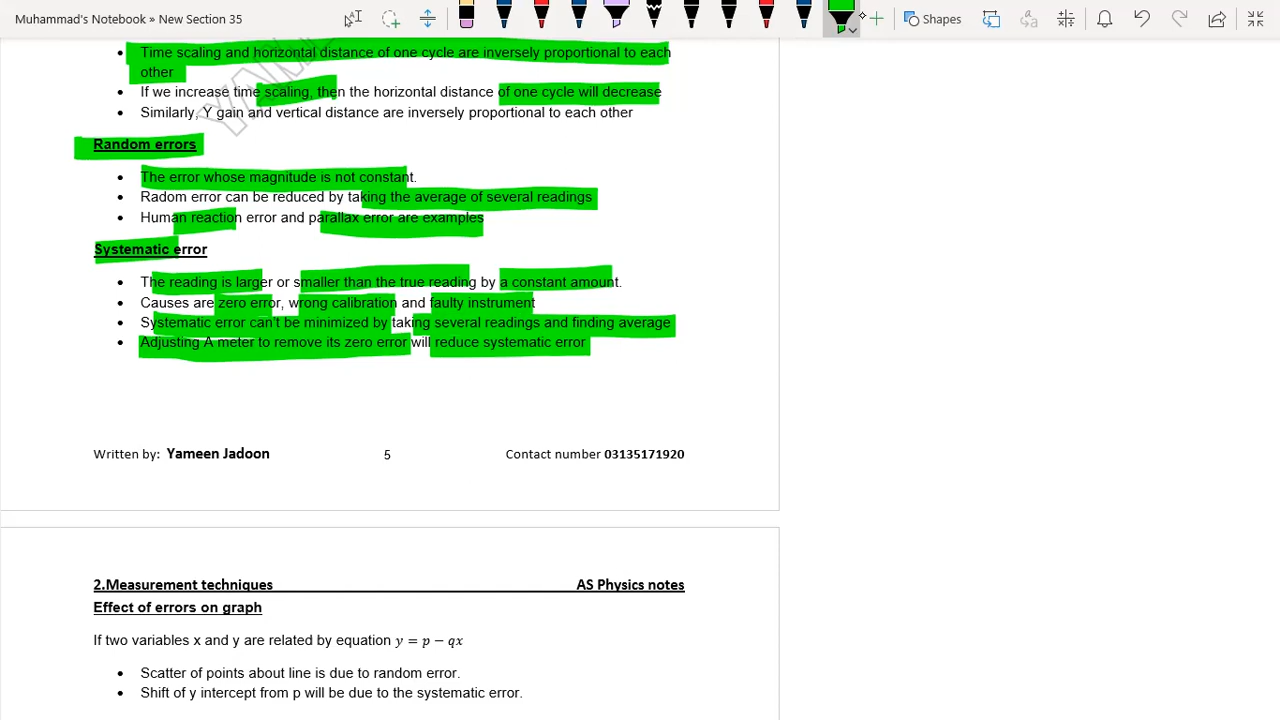 Muhammad's Notebook » New Section 35
Shapes
• Time scaling and horizontal distance of one cycle are inversely proportional to each
other
• If we increase time scaling, then the horizontal distance of one cycle will decrease
• Similarly, Y gain and vertical distance are inversely proportional to each other
Random errors
• The error whose magnitude is not constant.
• Radom error can be reduced by taking the average of several readings
• Human reaction error and parallax error are examples
Systematic error
• The reading is larger or smaller than the true reading by a constant amount.
• Causes are zero error, wrong calibration and faulty instrument
• Systematic error can't be minimized by taking several readings and finding average
• Adjusting A meter to remove its zero error will reduce systematic error
Written by: Yameen Jadoon 5 Contact number 03135171920
2.Measurement techniques AS Physics notes
Effect of errors on graph
If two variables x and y are related by equation y = p − qx
• Scatter of points about line is due to random error.
• Shift of y intercept from p will be due to the systematic error.